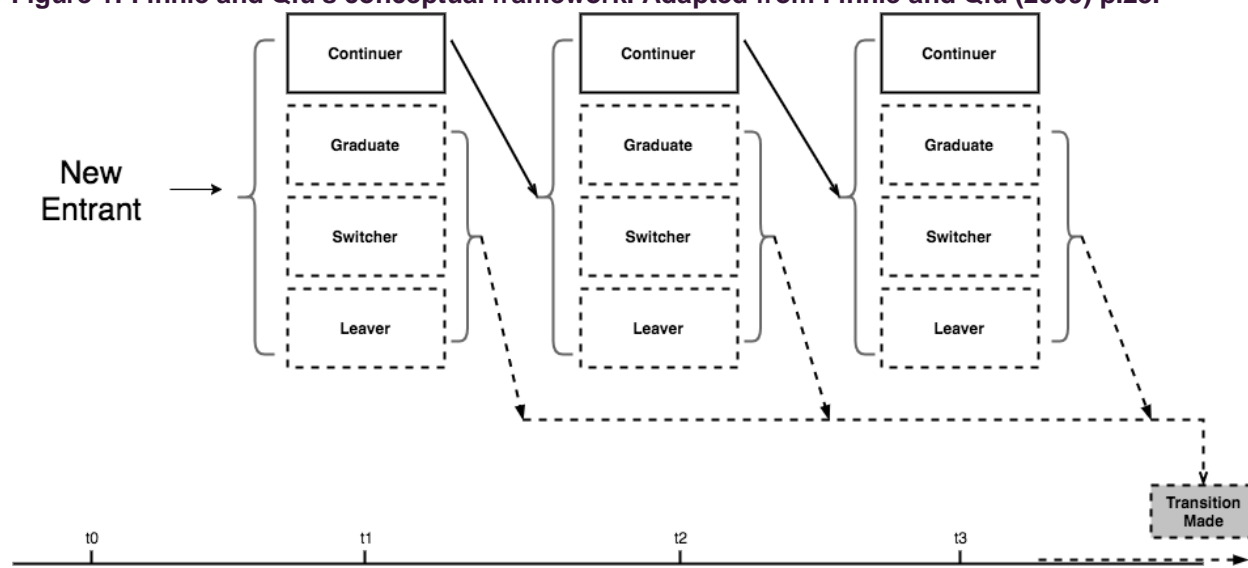 Continuer
Continuer
Continuer
Graduate
Graduate
Graduate
New
Entrant
Switcher
Switcher
Switcher
Leaver
Leaver
Leaver
Transition
Made
t0
t1
t2
t3